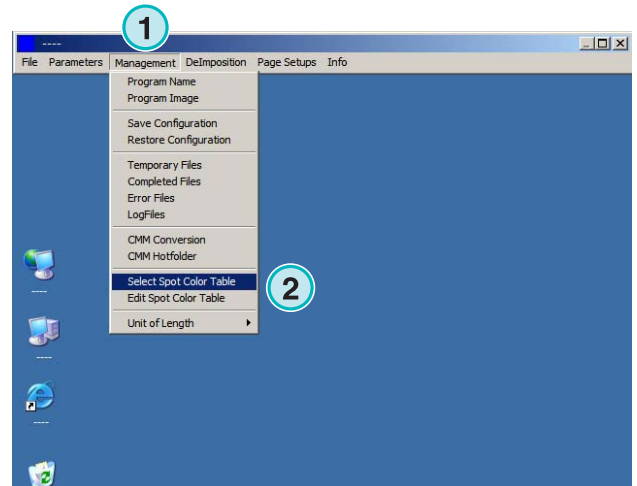 1
----
File Parameters Management DeImposition Page Setups Info
Program Name
Program Image
Save Configuration
Restore Configuration
Temporary Files
Completed Files
Error Files
LogFiles
CMM Conversion
CMM Hotfolder
Select Spot Color Table
2
Edit Spot Color Table
Unit of Length
----
----
----